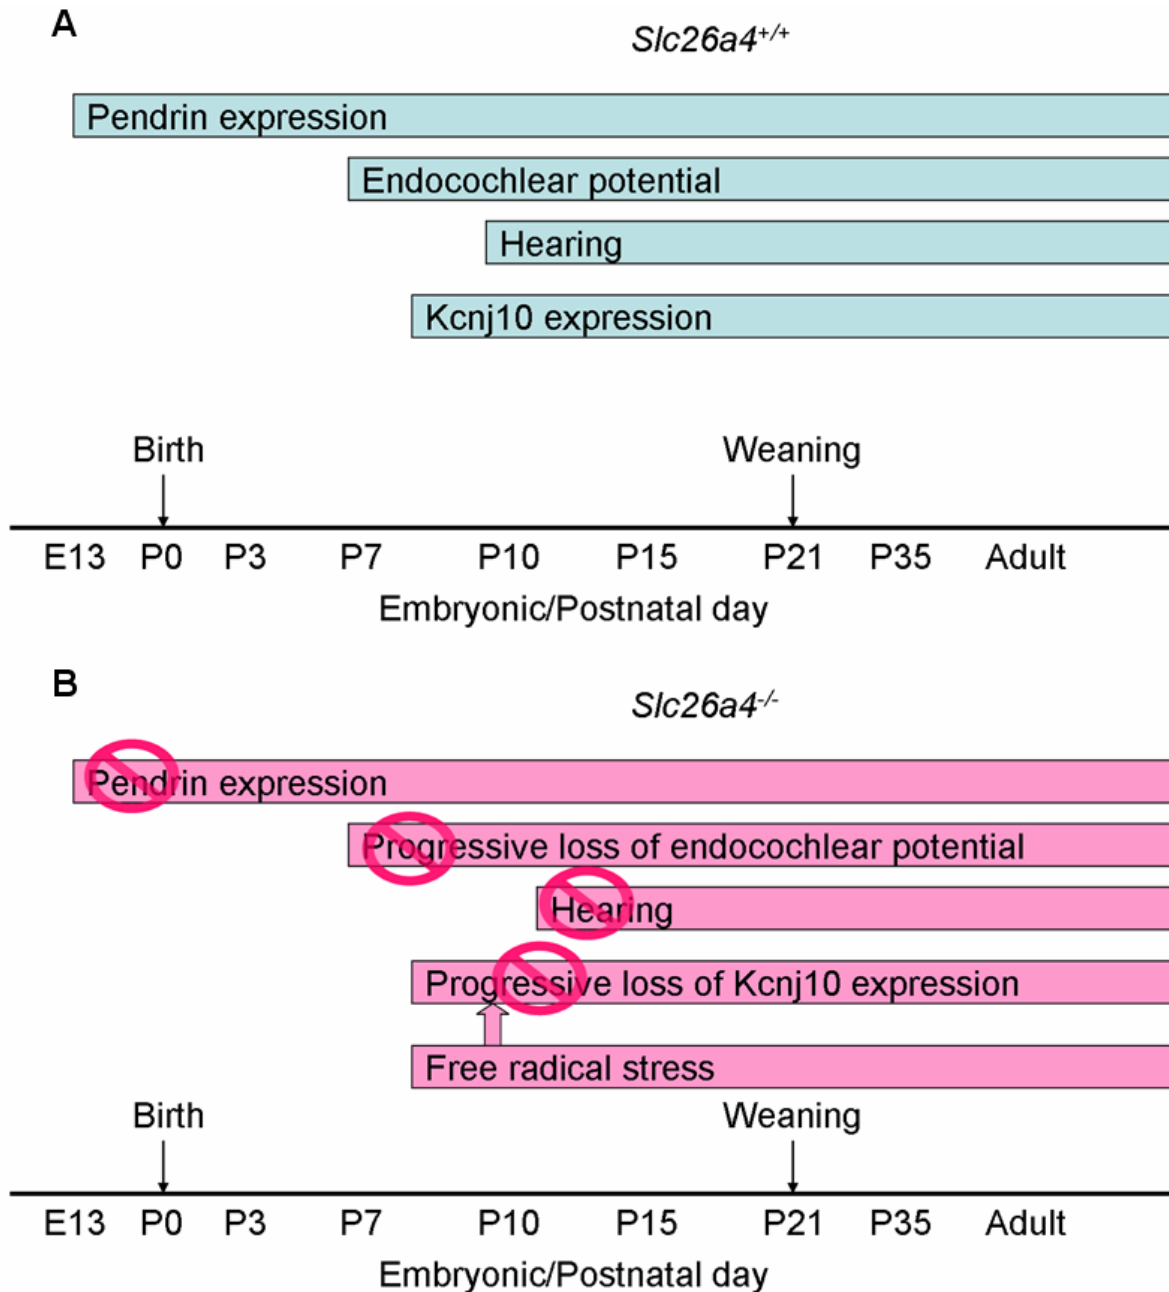 A
Slc26a4+/+
Pendrin expression
Endocochlear potential
Hearing
Kcnj10 expression
Birth
Weaning
E13 P0 P3 P7 P10 P15 P21 P35 Adult
Embryonic/Postnatal day
B
Slc26a4-/-
Pendrin expression
Progressive loss of endocochlear potential
Hearing
Progressive loss of Kcnj10 expression
Free radical stress
Birth
Weaning
E13 P0 P3 P7 P10 P15 P21 P35 Adult
Embryonic/Postnatal day